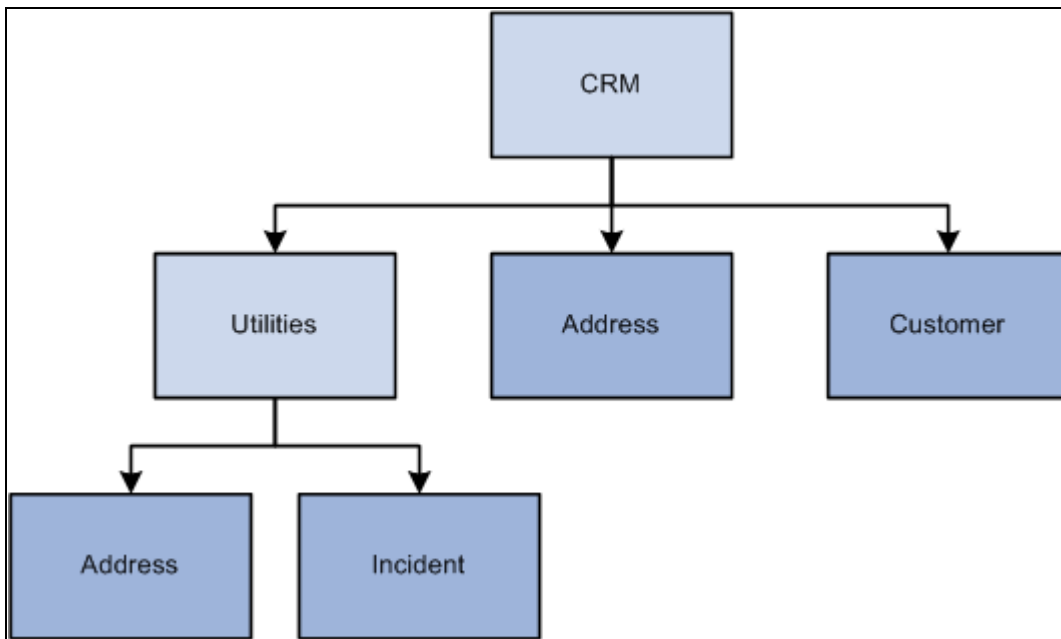 CRM
Utilities
Address
Customer
Address
Incident